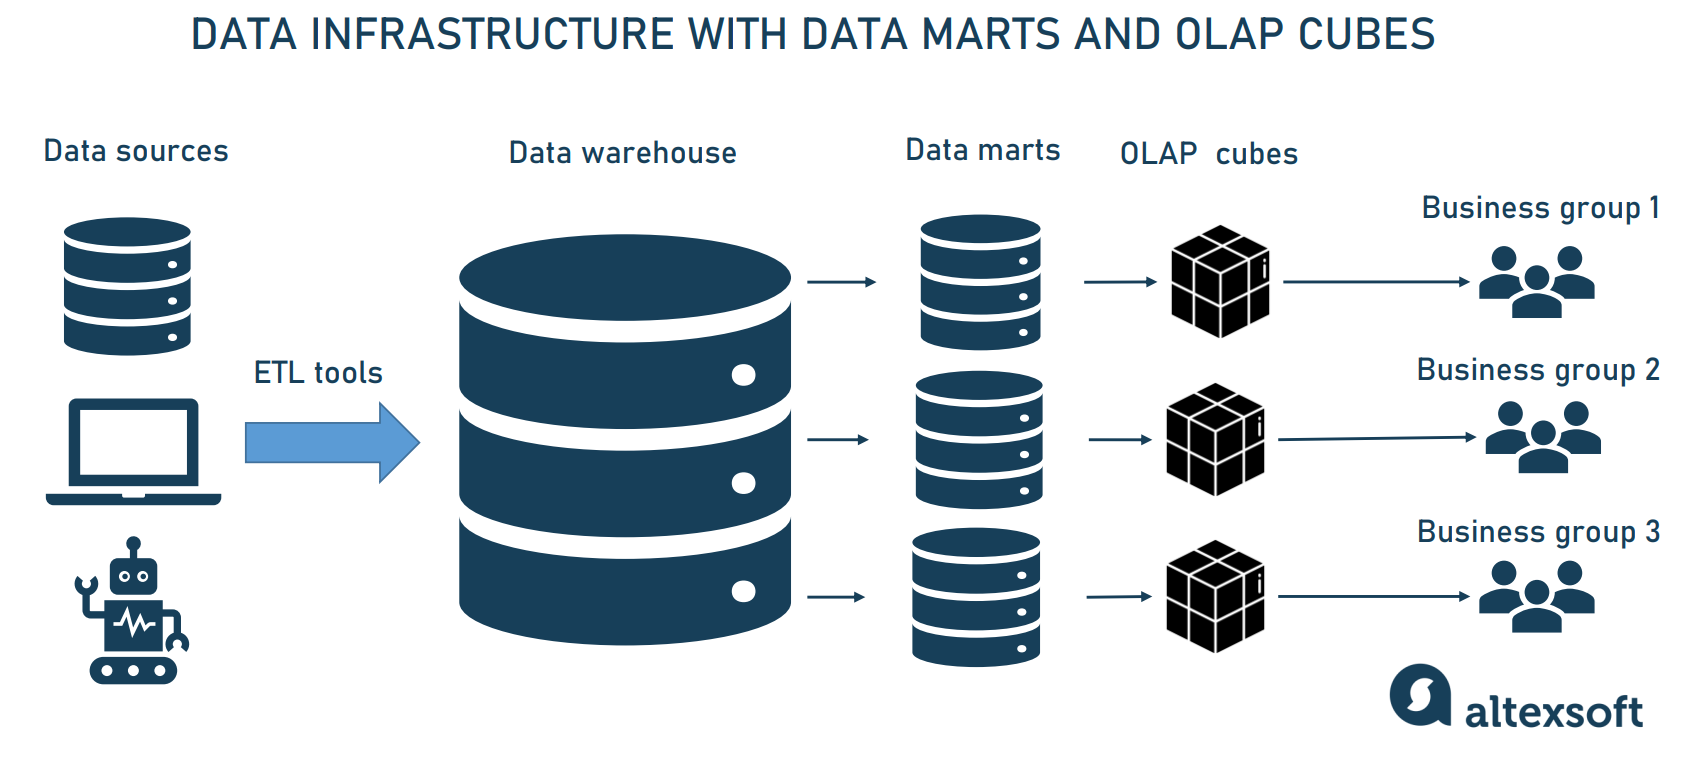 DATA INFRASTRUCTURE WITH DATA MARTS AND OLAP CUBES
Data sources
Data warehouse
Data marts
OLAP cubes
Business group 1
ETL tools
Business group 2
Business group 3
altexsoft